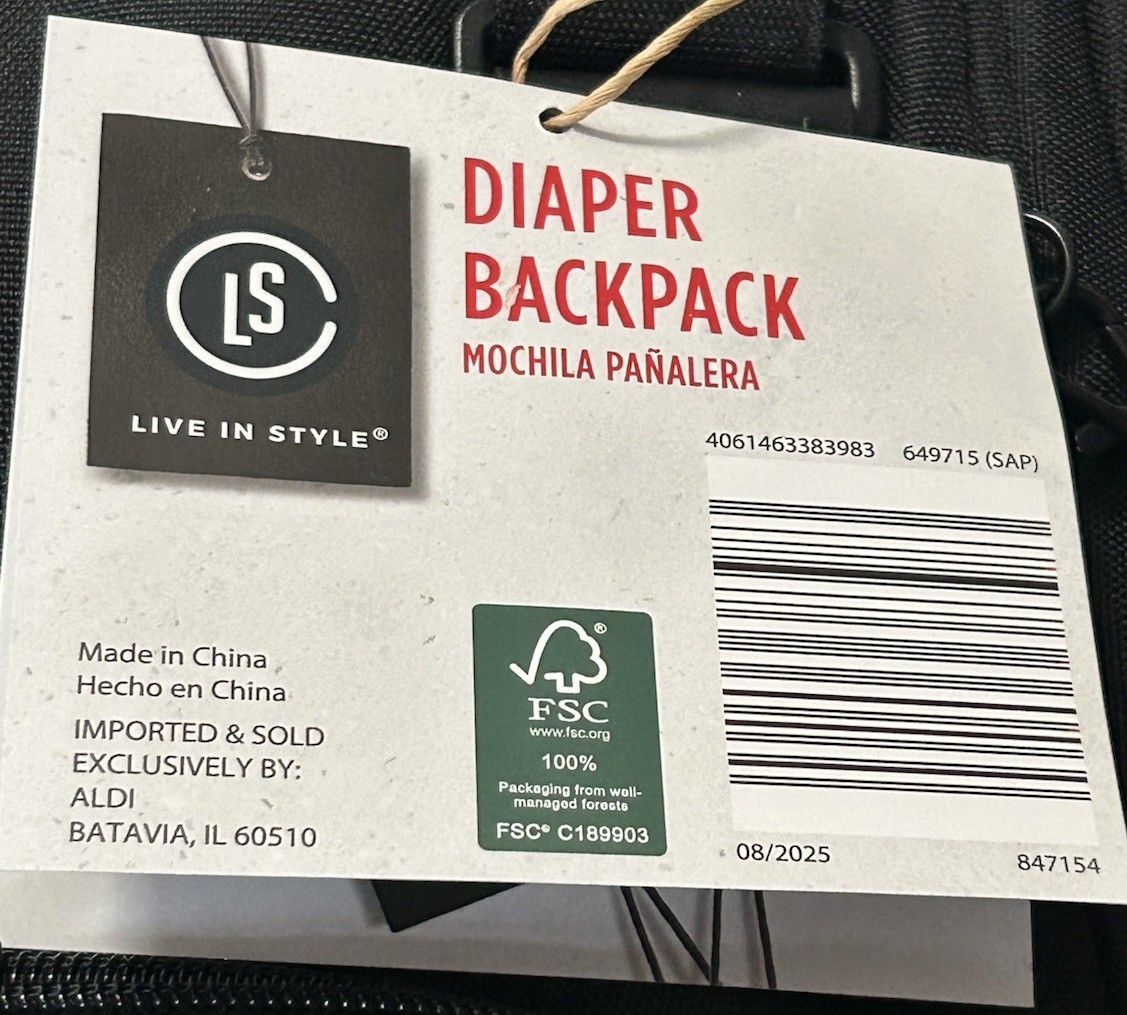 LS
LIVE IN STYLE®
DIAPER
BACKPACK
MOCHILA PAÑALERA
4061463383983 649715 (SAP)
Made in China
Hecho en China
IMPORTED & SOLD
EXCLUSIVELY BY:
ALDI
BATAVIA, IL 60510
®
FSC
www.fsc.org
100%
Packaging from well-
managed forests
FSC® C189903
08/2025
847154